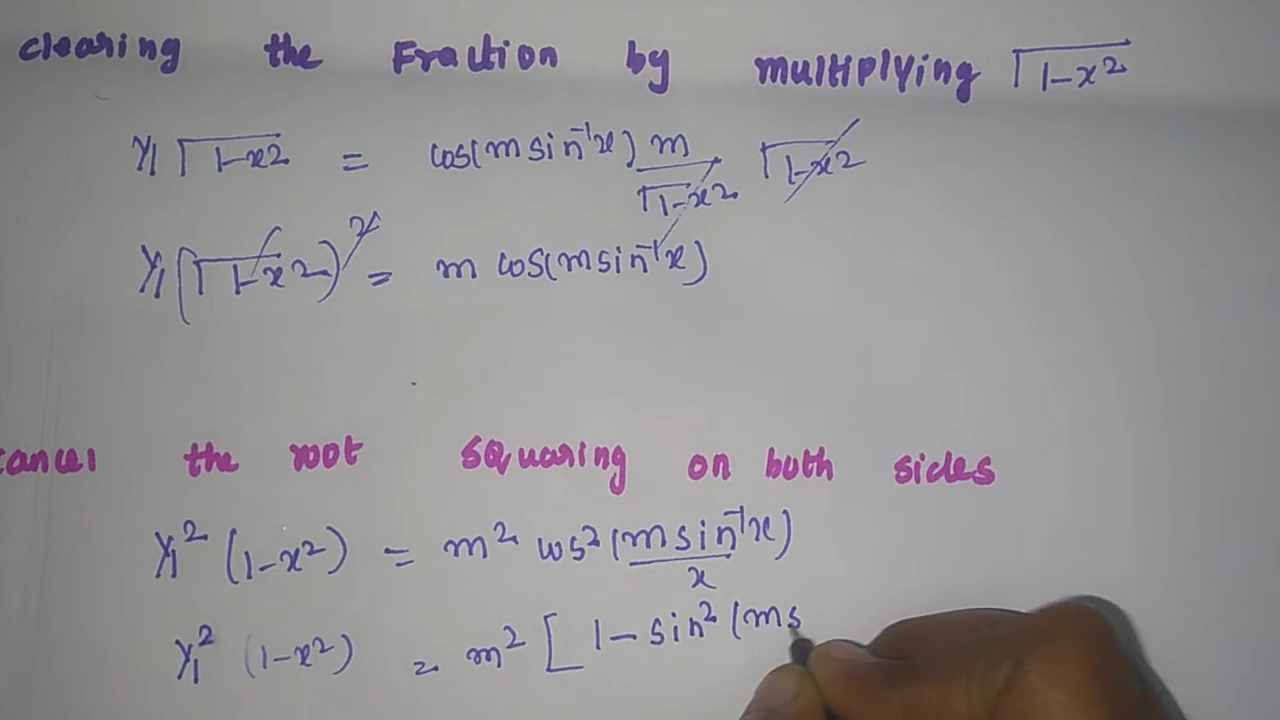 clearing the Fraction by multiplying √1-x²
y₁ √1-x² = cos(m sin⁻¹x) m/√1-x² √1-x²
y₁ (√1-x²)² = m cos(m sin⁻¹x)
cancel the root squaring on both sides
y₁² (1-x²) = m² cos² (m sin⁻¹x)
x
y₁² (1-x²) = m² [ 1 - sin² (ms